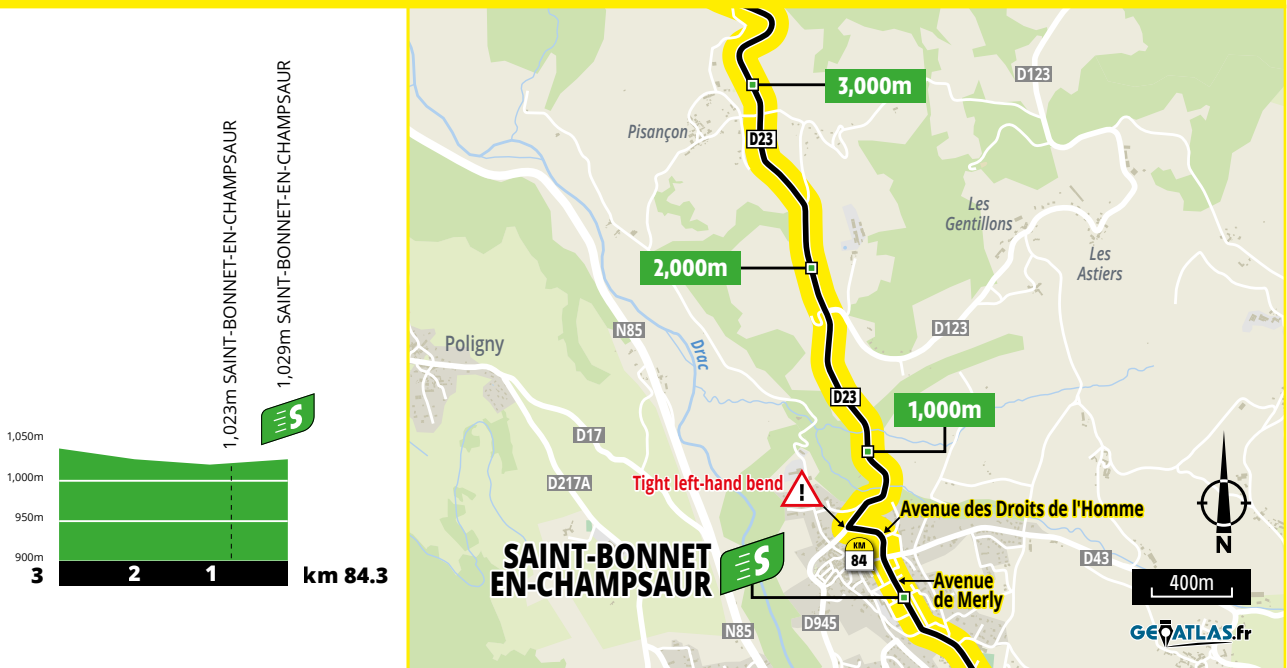 1,023m SAINT-BONNET-EN-CHAMPSAUR
1,029m SAINT-BONNET-EN-CHAMPSAUR
S
1,050m
1,000m
950m
900m
3
2
1
km 84.3
3,000m
D123
Pisançon
D23
Les
Gentillons
Les
Astiers
2,000m
N85
D123
Poligny
Drac
D23
1,000m
D17
D217A
Tight left-hand bend
!
Avenue des Droits de l'Homme
KM
84
SAINT-BONNET
EN-CHAMPSAUR
S
D43
Avenue
de Merly
N
400m
D945
N85
GEOATLAS.fr